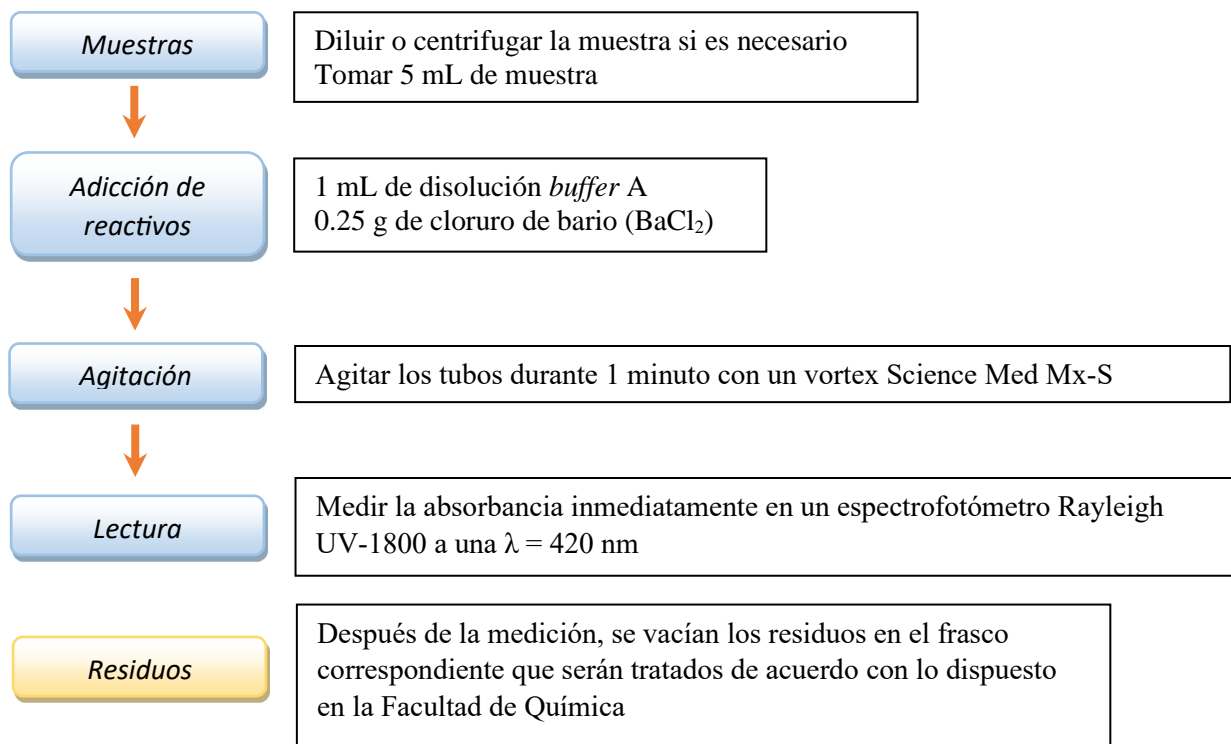 Muestras
Diluir o centrifugar la muestra si es necesario
Tomar 5 mL de muestra
Adicción de
reactivos
1 mL de disolución buffer A
0.25 g de cloruro de bario (BaCl₂)
Agitación
Agitar los tubos durante 1 minuto con un vortex Science Med Mx-S
Lectura
Medir la absorbancia inmediatamente en un espectrofotómetro Rayleigh
UV-1800 a una λ = 420 nm
Residuos
Después de la medición, se vacían los residuos en el frasco
correspondiente que serán tratados de acuerdo con lo dispuesto
en la Facultad de Química